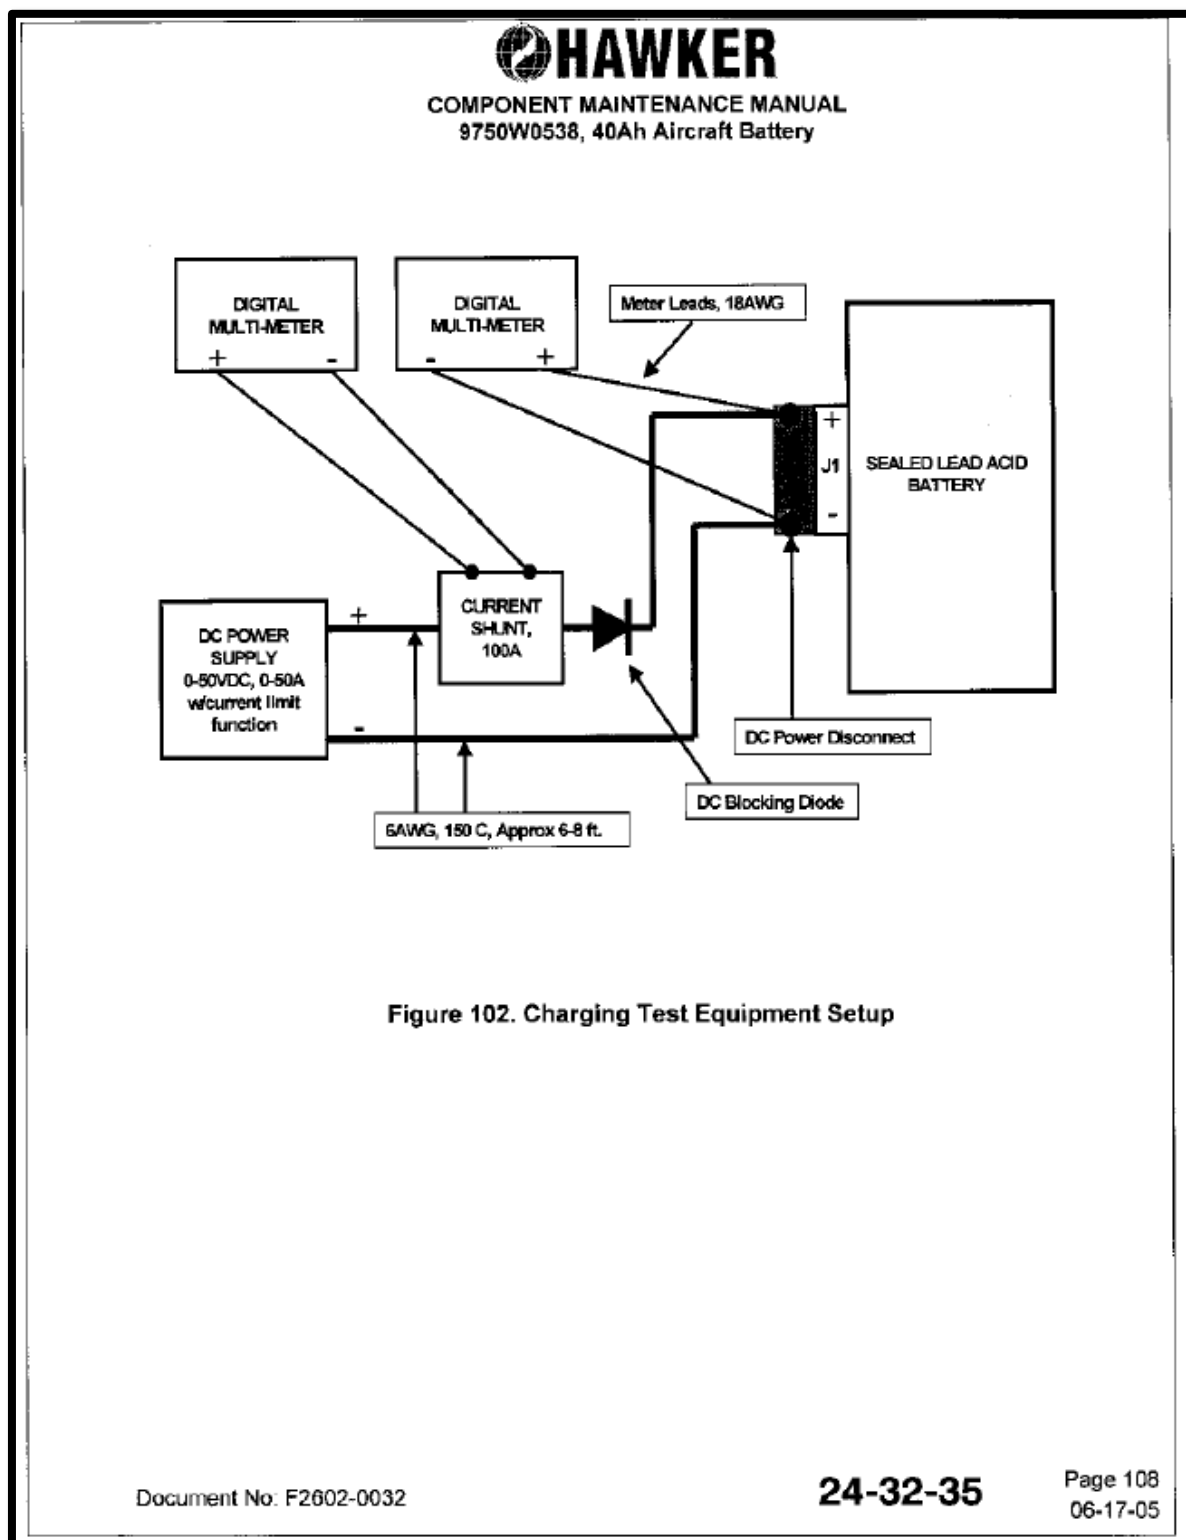 HAWKER
COMPONENT MAINTENANCE MANUAL
9750W0538, 40Ah Aircraft Battery
DIGITAL
MULTI-METER
+ -
DIGITAL
MULTI-METER
- +
Meter Leads, 18AWG
+
J1
-
SEALED LEAD ACID
BATTERY
DC POWER
SUPPLY
0-50VDC, 0-50A
w/current limit
function
+
-
CURRENT
SHUNT,
100A
DC Power Disconnect
DC Blocking Diode
6AWG, 150 C, Approx 6-8 ft.
Figure 102. Charging Test Equipment Setup
Document No: F2602-0032
24-32-35
Page 108
06-17-05